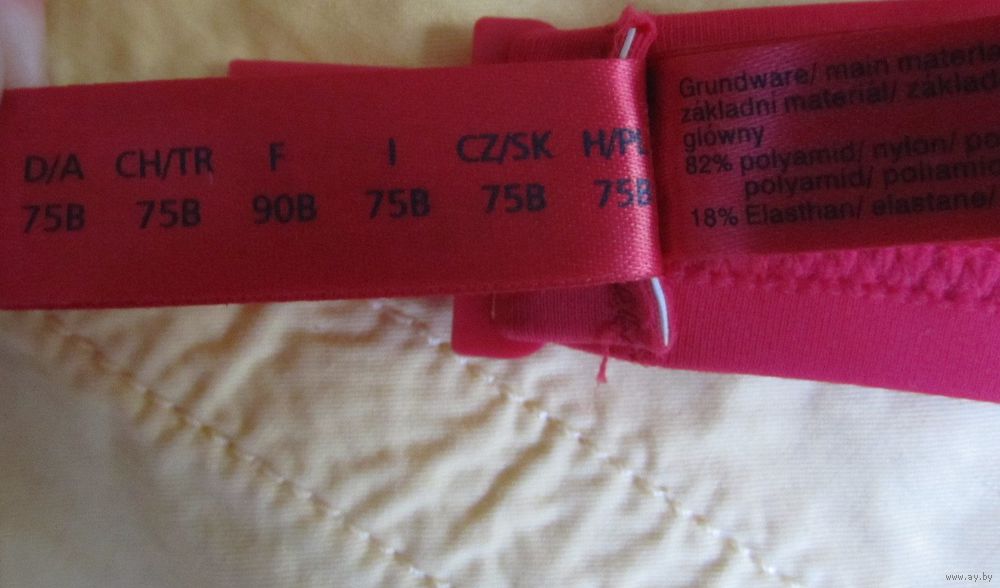 D/A CH/TR F I CZ/SK H/PL
75B 75B 90B 75B 75B 75B
Grundware/ main materia
základní materiál/ základ
główny
82% polyamid/ nylon/ po
polyamid/ poliamid
18% Elasthan/ elastane/
www.ay.by